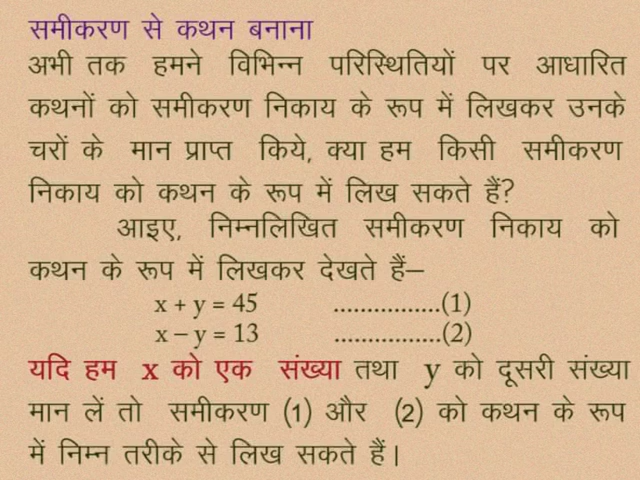 समीकरण से कथन बनाना
अभी तक हमने विभिन्न परिस्थितियों पर आधारित
कथनों को समीकरण निकाय के रूप में लिखकर उनके
चरों के मान प्राप्त किये, क्या हम किसी समीकरण
निकाय को कथन के रूप में लिख सकते हैं?
आइए, निम्नलिखित समीकरण निकाय को
कथन के रूप में लिखकर देखते हैं–
x + y = 45 ................(1)
x – y = 13 ................(2)
यदि हम x को एक संख्या तथा y को दूसरी संख्या
मान लें तो समीकरण (1) और (2) को कथन के रूप
में निम्न तरीके से लिख सकते हैं।